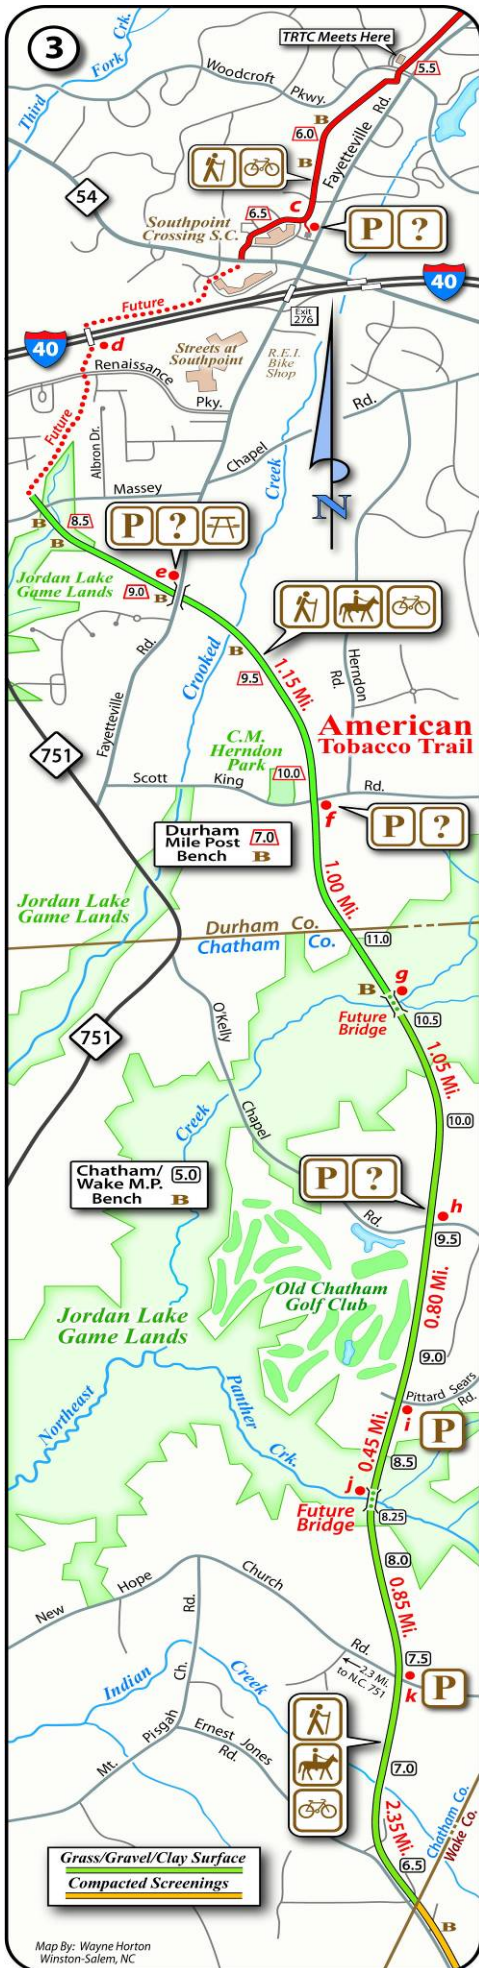 3
Third Fork Crk.
TRTC Meets Here
Woodcroft Pkwy.
5.5
B
6.0
B
Fayetteville Rd.
54
6.5
c
Southpoint
Crossing S.C.
P ?
Future
40
40
Exit
276
d
Streets at
Southpoint
R.E.I.
Bike
Shop
Renaissance Pky.
Future
Albron Dr.
Chapel Rd.
Creek
N
Massey
B
8.5
B
P ?
Jordan Lake
Game Lands
e
9.0
B
B
9.5
1.15 Mi.
Fayetteville Rd.
Crooked
Herndon
Rd.
American
Tobacco Trail
751
C.M.
Herndon
Park
10.0
Scott King Rd.
f
P ?
Durham
Mile Post
Bench
7.0
B
1.00 Mi.
Jordan Lake
Game Lands
Durham Co.
Chatham Co.
11.0
g
B
Future
Bridge
10.5
751
O'Kelly
1.05 Mi.
Creek
Chapel
10.0
Chatham/
Wake M.P.
Bench
5.0
B
P ?
h
Rd.
9.5
Old Chatham
Golf Club
0.80 Mi.
Jordan Lake
Game Lands
9.0
Northeast
Panther
Crk.
Pittard Sears
Rd.
i
P
0.45 Mi.
8.5
j
Future
Bridge
8.25
8.0
New Hope Church Rd.
0.85 Mi.
Rd.
7.5
2.3 Mi.
to N.C. 751
k
P
Indian Creek
Mt. Pisgah Ch.
Ernest Jones
Rd.
7.0
2.35 Mi.
Chatham Co.
Wake Co.
6.5
Grass/Gravel/Clay Surface
Compacted Screenings
B
Map By: Wayne Horton
Winston-Salem, NC